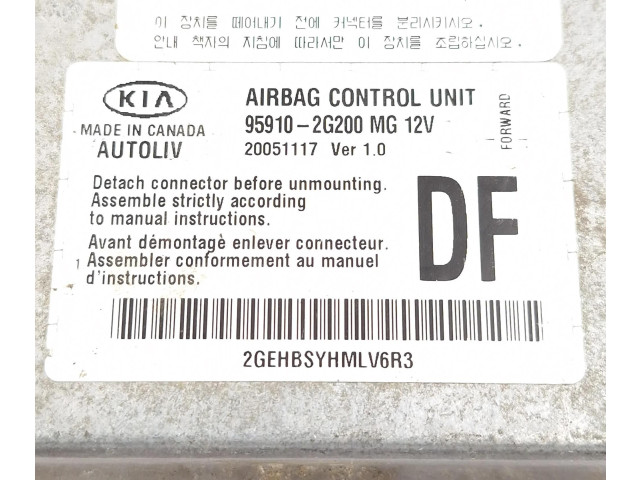 이 장치를 떼어내기 전에 커넥터를 분리시키시오.
안내 책자의 지침에 따라서만 이 장치를 조립하십시오.
KIA
MADE IN CANADA
AUTOLIV
AIRBAG CONTROL UNIT
95910-2G200 MG 12V
20051117 Ver 1.0
FORWARD
Detach connector before unmounting.
Assemble strictly according
to manual instructions.
DF
Avant démontagè enlever connecteur.
Assembler conformement au manuel
d'instructions.
2GEHBSYHMLV6R3